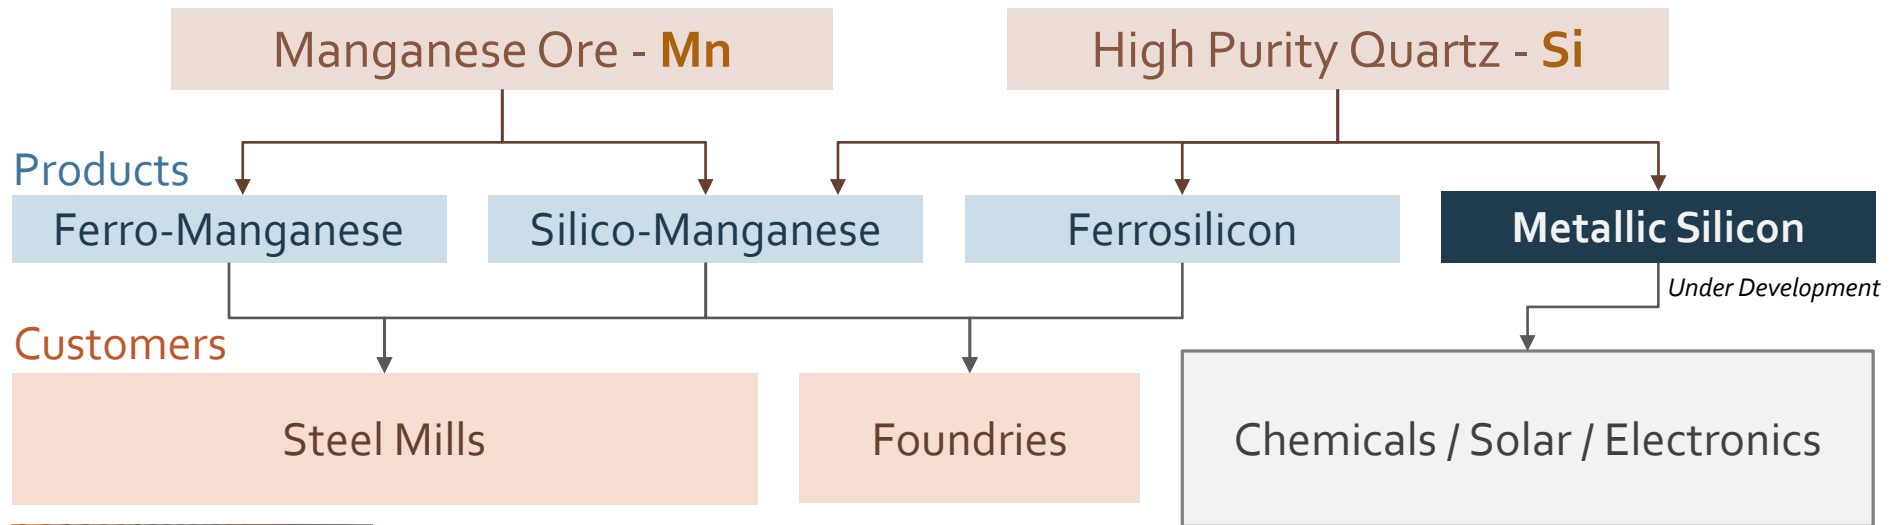 Manganese Ore - Mn
High Purity Quartz - Si
Products
Ferro-Manganese
Silico-Manganese
Ferrosilicon
Metallic Silicon
Under Development
Customers
Steel Mills
Foundries
Chemicals / Solar / Electronics